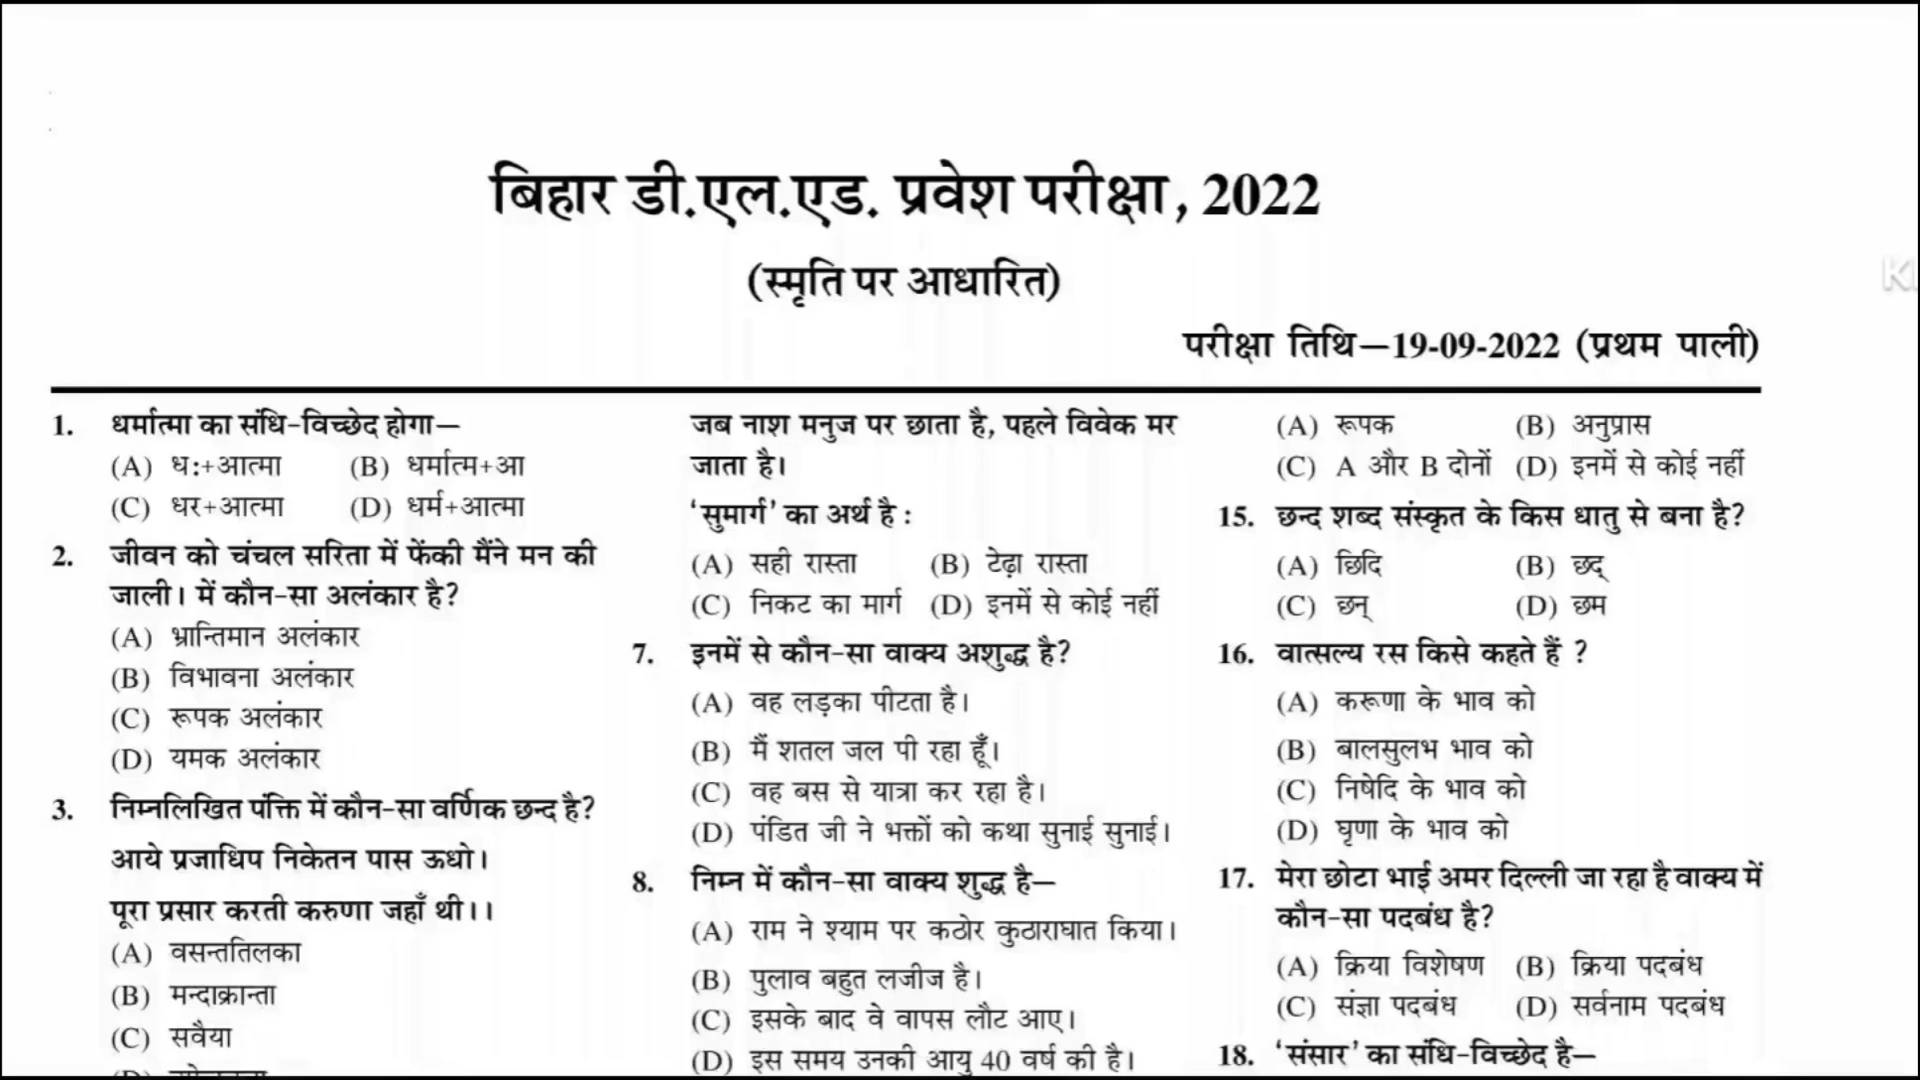 बिहार डी.एल.एड. प्रवेश परीक्षा, 2022
(स्मृति पर आधारित)
परीक्षा तिथि—19-09-2022 (प्रथम पाली)
1. धर्मात्मा का संधि-विच्छेद होगा—
(A) ध:+आत्मा (B) धर्मात्म+आ
(C) धर+आत्मा (D) धर्म+आत्मा
2. जीवन को चंचल सरिता में फेंकी मैंने मन की
जाली। में कौन-सा अलंकार है?
(A) भ्रान्तिमान अलंकार
(B) विभावना अलंकार
(C) रूपक अलंकार
(D) यमक अलंकार
3. निम्नलिखित पंक्ति में कौन-सा वर्णिक छन्द है?
आये प्रजाधिप निकेतन पास ऊधो।
पूरा प्रसार करती करुणा जहाँ थी।।
(A) वसन्ततिलका
(B) मन्दाक्रान्ता
(C) सवैया
जब नाश मनुज पर छाता है, पहले विवेक मर
जाता है।
'सुमार्ग' का अर्थ है :
(A) सही रास्ता (B) टेढ़ा रास्ता
(C) निकट का मार्ग (D) इनमें से कोई नहीं
7. इनमें से कौन-सा वाक्य अशुद्ध है?
(A) वह लड़का पीटता है।
(B) मैं शतल जल पी रहा हूँ।
(C) वह बस से यात्रा कर रहा है।
(D) पंडित जी ने भक्तों को कथा सुनाई सुनाई।
8. निम्न में कौन-सा वाक्य शुद्ध है—
(A) राम ने श्याम पर कठोर कुठाराघात किया।
(B) पुलाव बहुत लजीज है।
(C) इसके बाद वे वापस लौट आए।
(D) इस समय उनकी आयु 40 वर्ष की है।
(A) रूपक (B) अनुप्रास
(C) A और B दोनों (D) इनमें से कोई नहीं
15. छन्द शब्द संस्कृत के किस धातु से बना है?
(A) छिदि (B) छद्
(C) छन् (D) छम
16. वात्सल्य रस किसे कहते हैं ?
(A) करूणा के भाव को
(B) बालसुलभ भाव को
(C) निषेदि के भाव को
(D) घृणा के भाव को
17. मेरा छोटा भाई अमर दिल्ली जा रहा है वाक्य में
कौन-सा पदबंध है?
(A) क्रिया विशेषण (B) क्रिया पदबंध
(C) संज्ञा पदबंध (D) सर्वनाम पदबंध
18. 'संसार' का संधि-विच्छेद है—